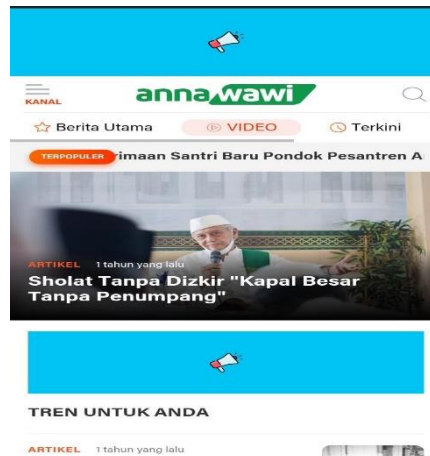 KANAL
annawawi
Berita Utama
VIDEO
Terkini
TERPOPULER rimaan Santri Baru Pondok Pesantren A
ARTIKEL 1 tahun yang lalu
Sholat Tanpa Dizkir "Kapal Besar
Tanpa Penumpang"
TREN UNTUK ANDA
ARTIKEL 1 tahun yang lalu